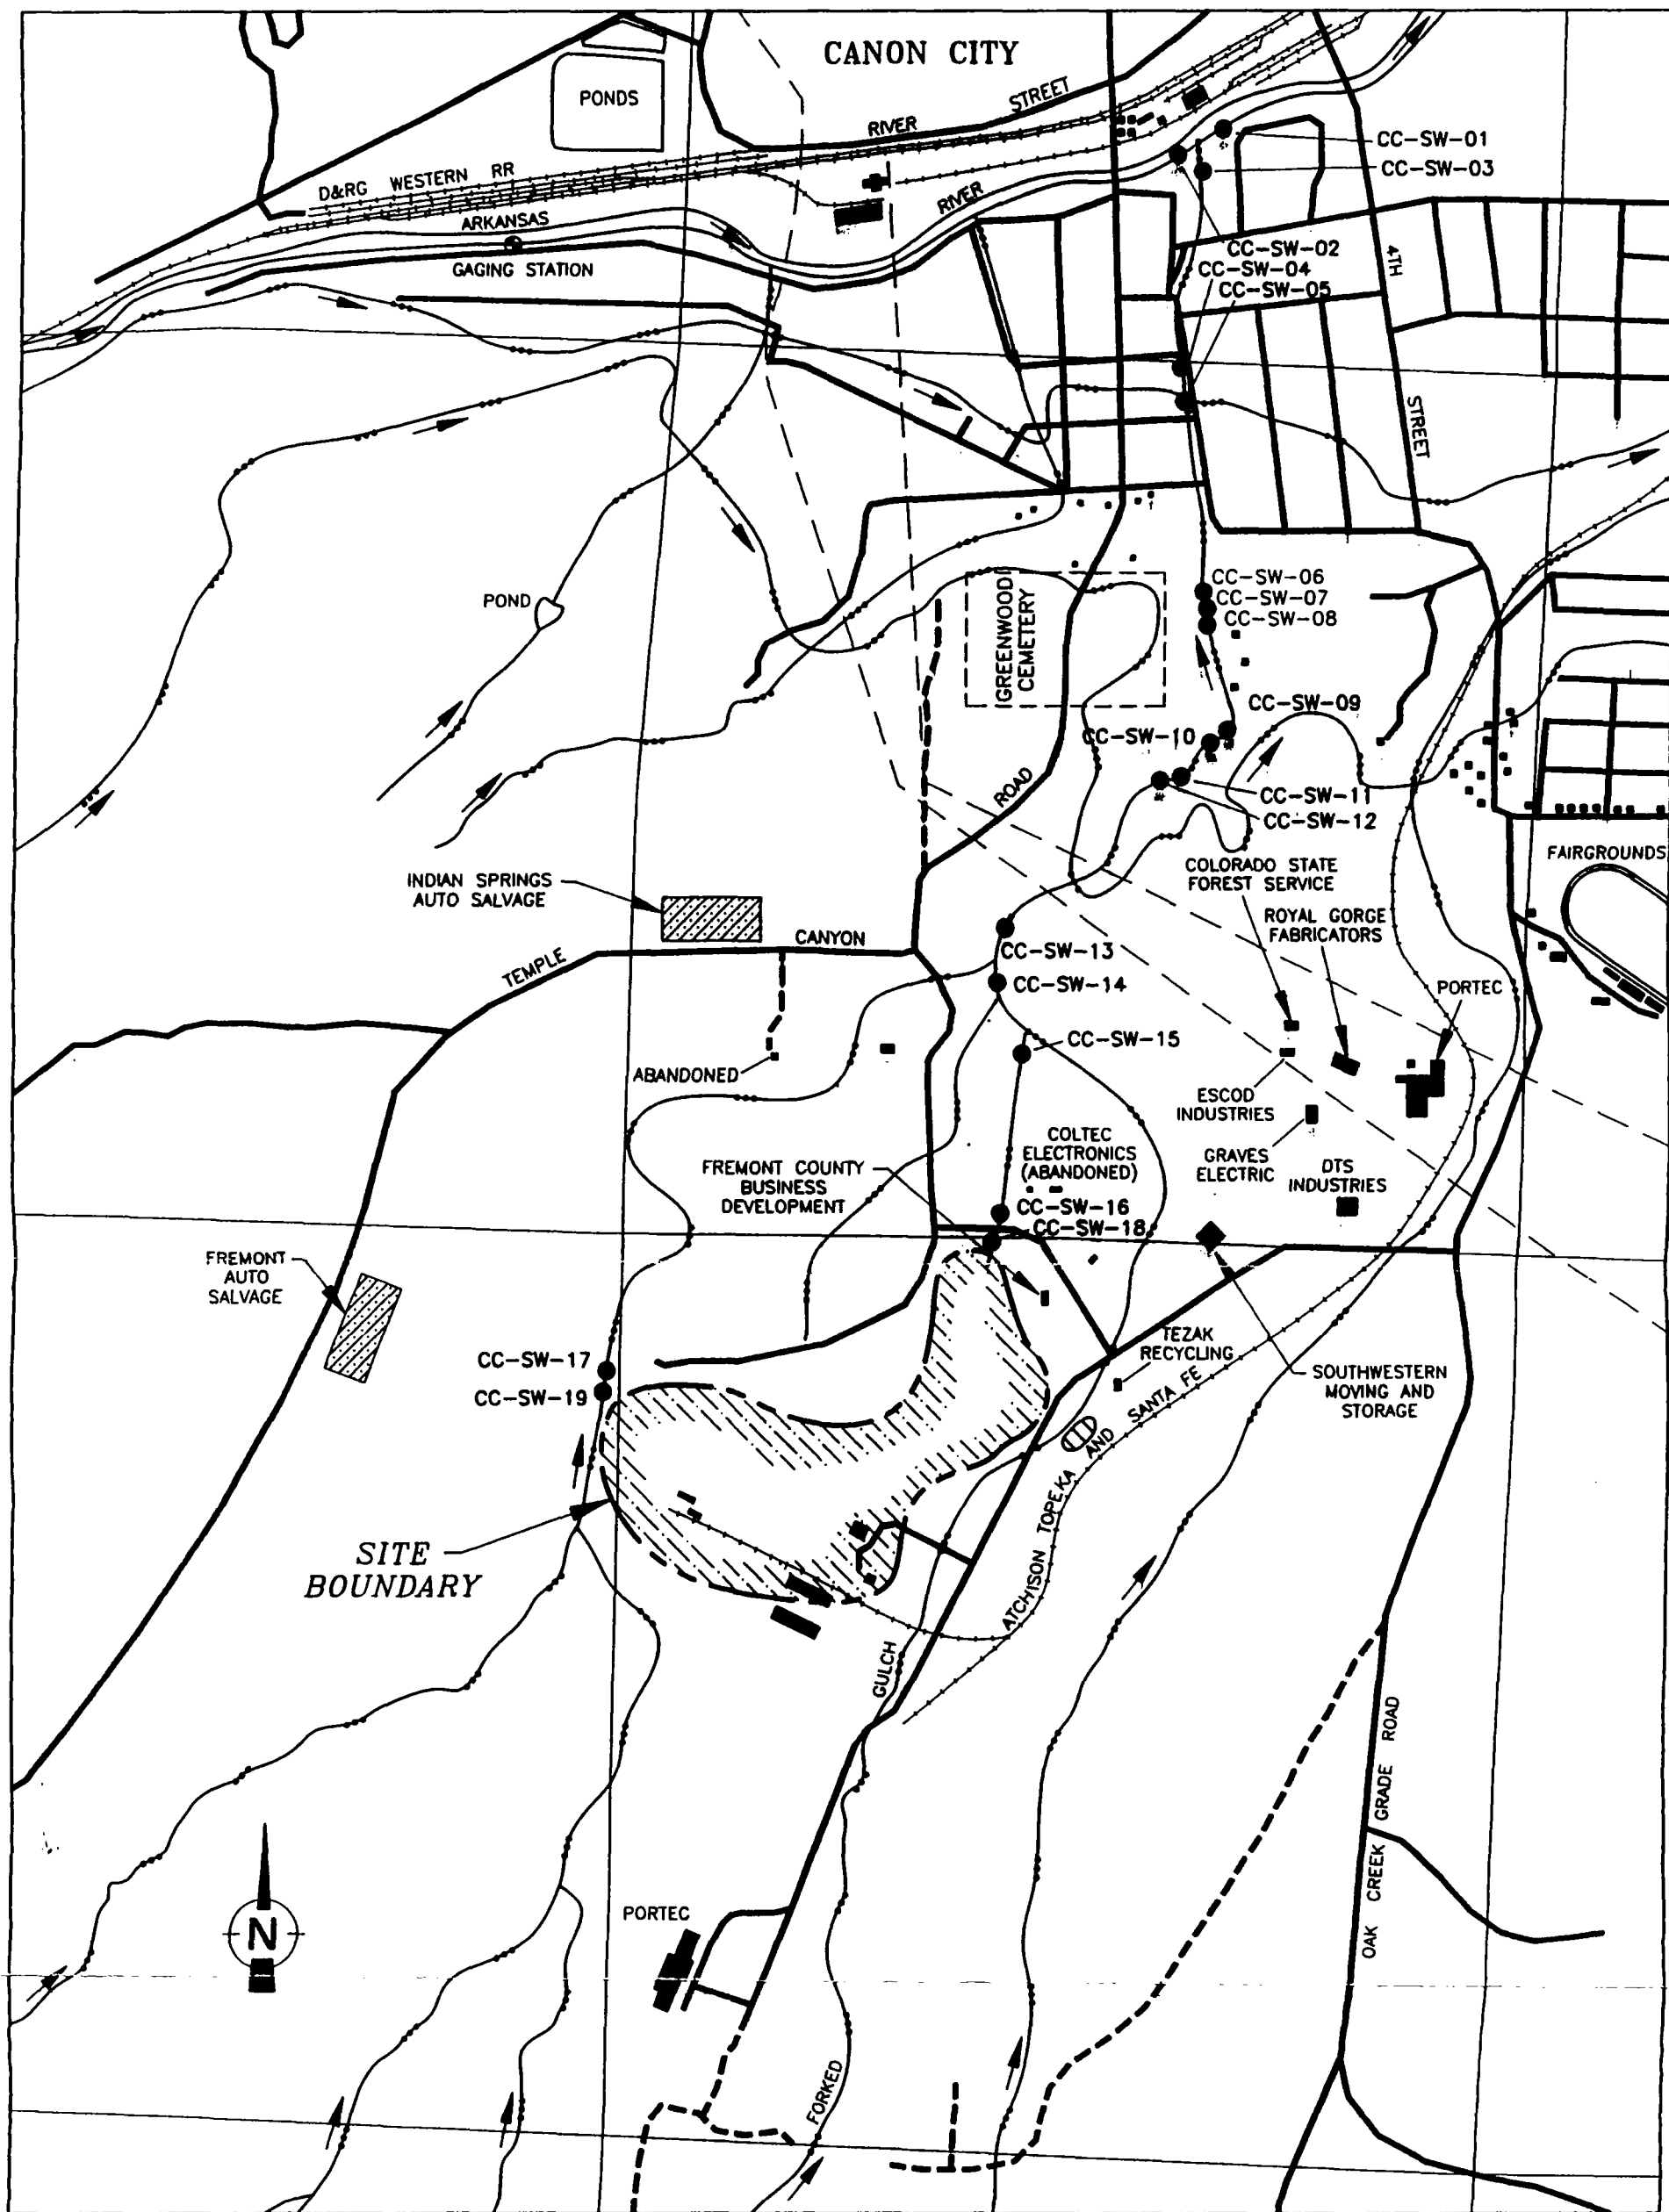 CANON CITY
PONDS
RIVER STREET
D&RG WESTERN RR
ARKANSAS RIVER
GAGING STATION
CC-SW-01
CC-SW-03
CC-SW-02
CC-SW-04
CC-SW-05
4TH STREET
POND
GREENWOOD
CEMETERY
CC-SW-06
CC-SW-07
CC-SW-08
CC-SW-09
CC-SW-10
CC-SW-11
CC-SW-12
ROAD
COLORADO STATE
FOREST SERVICE
FAIRGROUNDS
INDIAN SPRINGS
AUTO SALVAGE
ROYAL GORGE
FABRICATORS
TEMPLE CANYON
CC-SW-13
CC-SW-14
PORTEC
CC-SW-15
ABANDONED
ESCOD
INDUSTRIES
COLTEC
ELECTRONICS
(ABANDONED)
GRAVES
ELECTRIC
DTS
INDUSTRIES
FREMONT COUNTY
BUSINESS
DEVELOPMENT
CC-SW-16
CC-SW-18
FREMONT
AUTO
SALVAGE
TEZAK
RECYCLING
CC-SW-17
CC-SW-19
SOUTHWESTERN
MOVING AND
STORAGE
ATCHISON TOPEKA AND SANTA FE
SITE
BOUNDARY
GULCH
OAK CREEK GRADE ROAD
N
PORTEC
FORKED